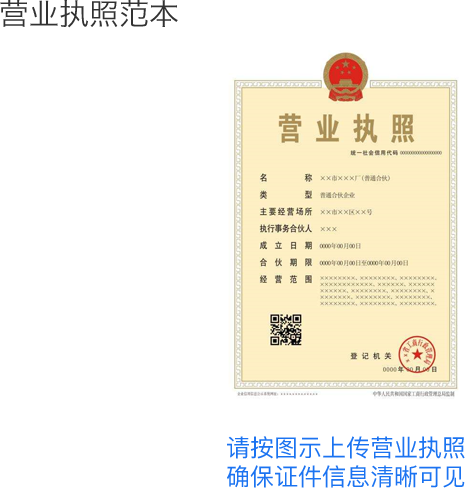 营业执照范本
营业执照
统一社会信用代码 0000000000000000000
名 称 ××市×××厂(普通合伙)
类 型 普通合伙企业
主要经营场所 ××市××区××号
执行事务合伙人 ×××
成立日期 0000年00月00日
合伙期限 0000年00月00日至0000年00月00日
经营范围
登记机关
0000年00月00日
中华人民共和国国家工商行政管理总局监制
请按图示上传营业执照
确保证件信息清晰可见